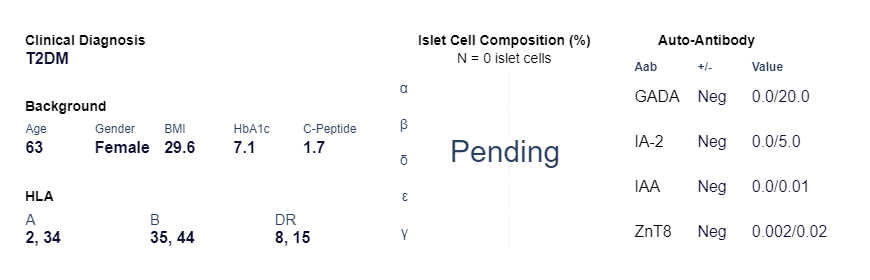 Clinical Diagnosis
T2DM
Background
Age Gender BMI HbA1c C-Peptide
63 Female 29.6 7.1 1.7
HLA
A B DR
2, 34 35, 44 8, 15
Islet Cell Composition (%)
N = 0 islet cells
α
β
δ
ε
γ
Pending
Auto-Antibody
Aab +/- Value
GADA Neg 0.0/20.0
IA-2 Neg 0.0/5.0
IAA Neg 0.0/0.01
ZnT8 Neg 0.002/0.02